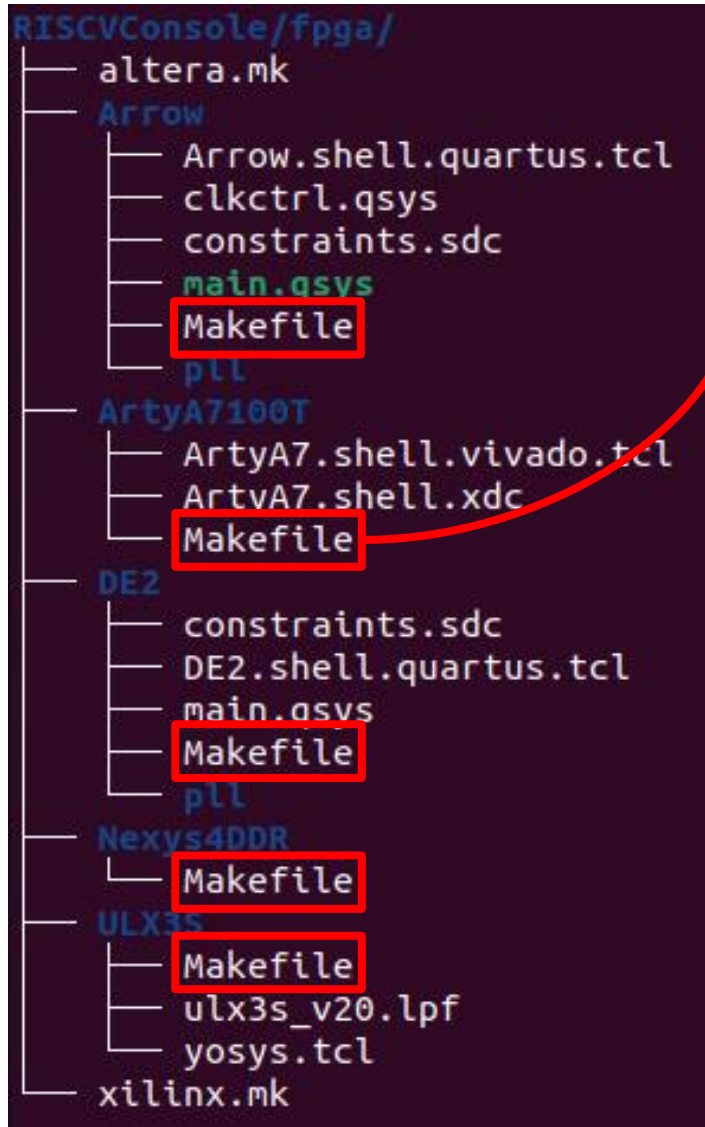 RISCVConsole/fpga/
altera.mk
Arrow
Arrow.shell.quartus.tcl
clkctrl.qsys
constraints.sdc
main.qsys
Makefile
pll
ArtyA7100T
ArtyA7.shell.vivado.tcl
ArtyA7.shell.xdc
Makefile
DE2
constraints.sdc
DE2.shell.quartus.tcl
main.qsys
Makefile
pll
Nexys4DDR
Makefile
ULX3S
Makefile
ulx3s_v20.lpf
yosys.tcl
xilinx.mk